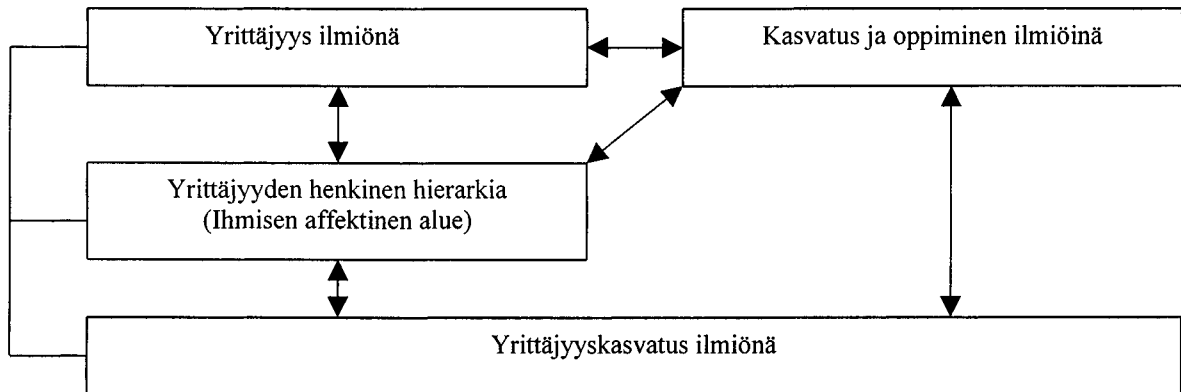 Yrittäjyys ilmiönä
Kasvatus ja oppiminen ilmiöinä
Yrittäjyyden henkinen hierarkia
(Ihmisen affektinen alue)
Yrittäjyyskasvatus ilmiönä